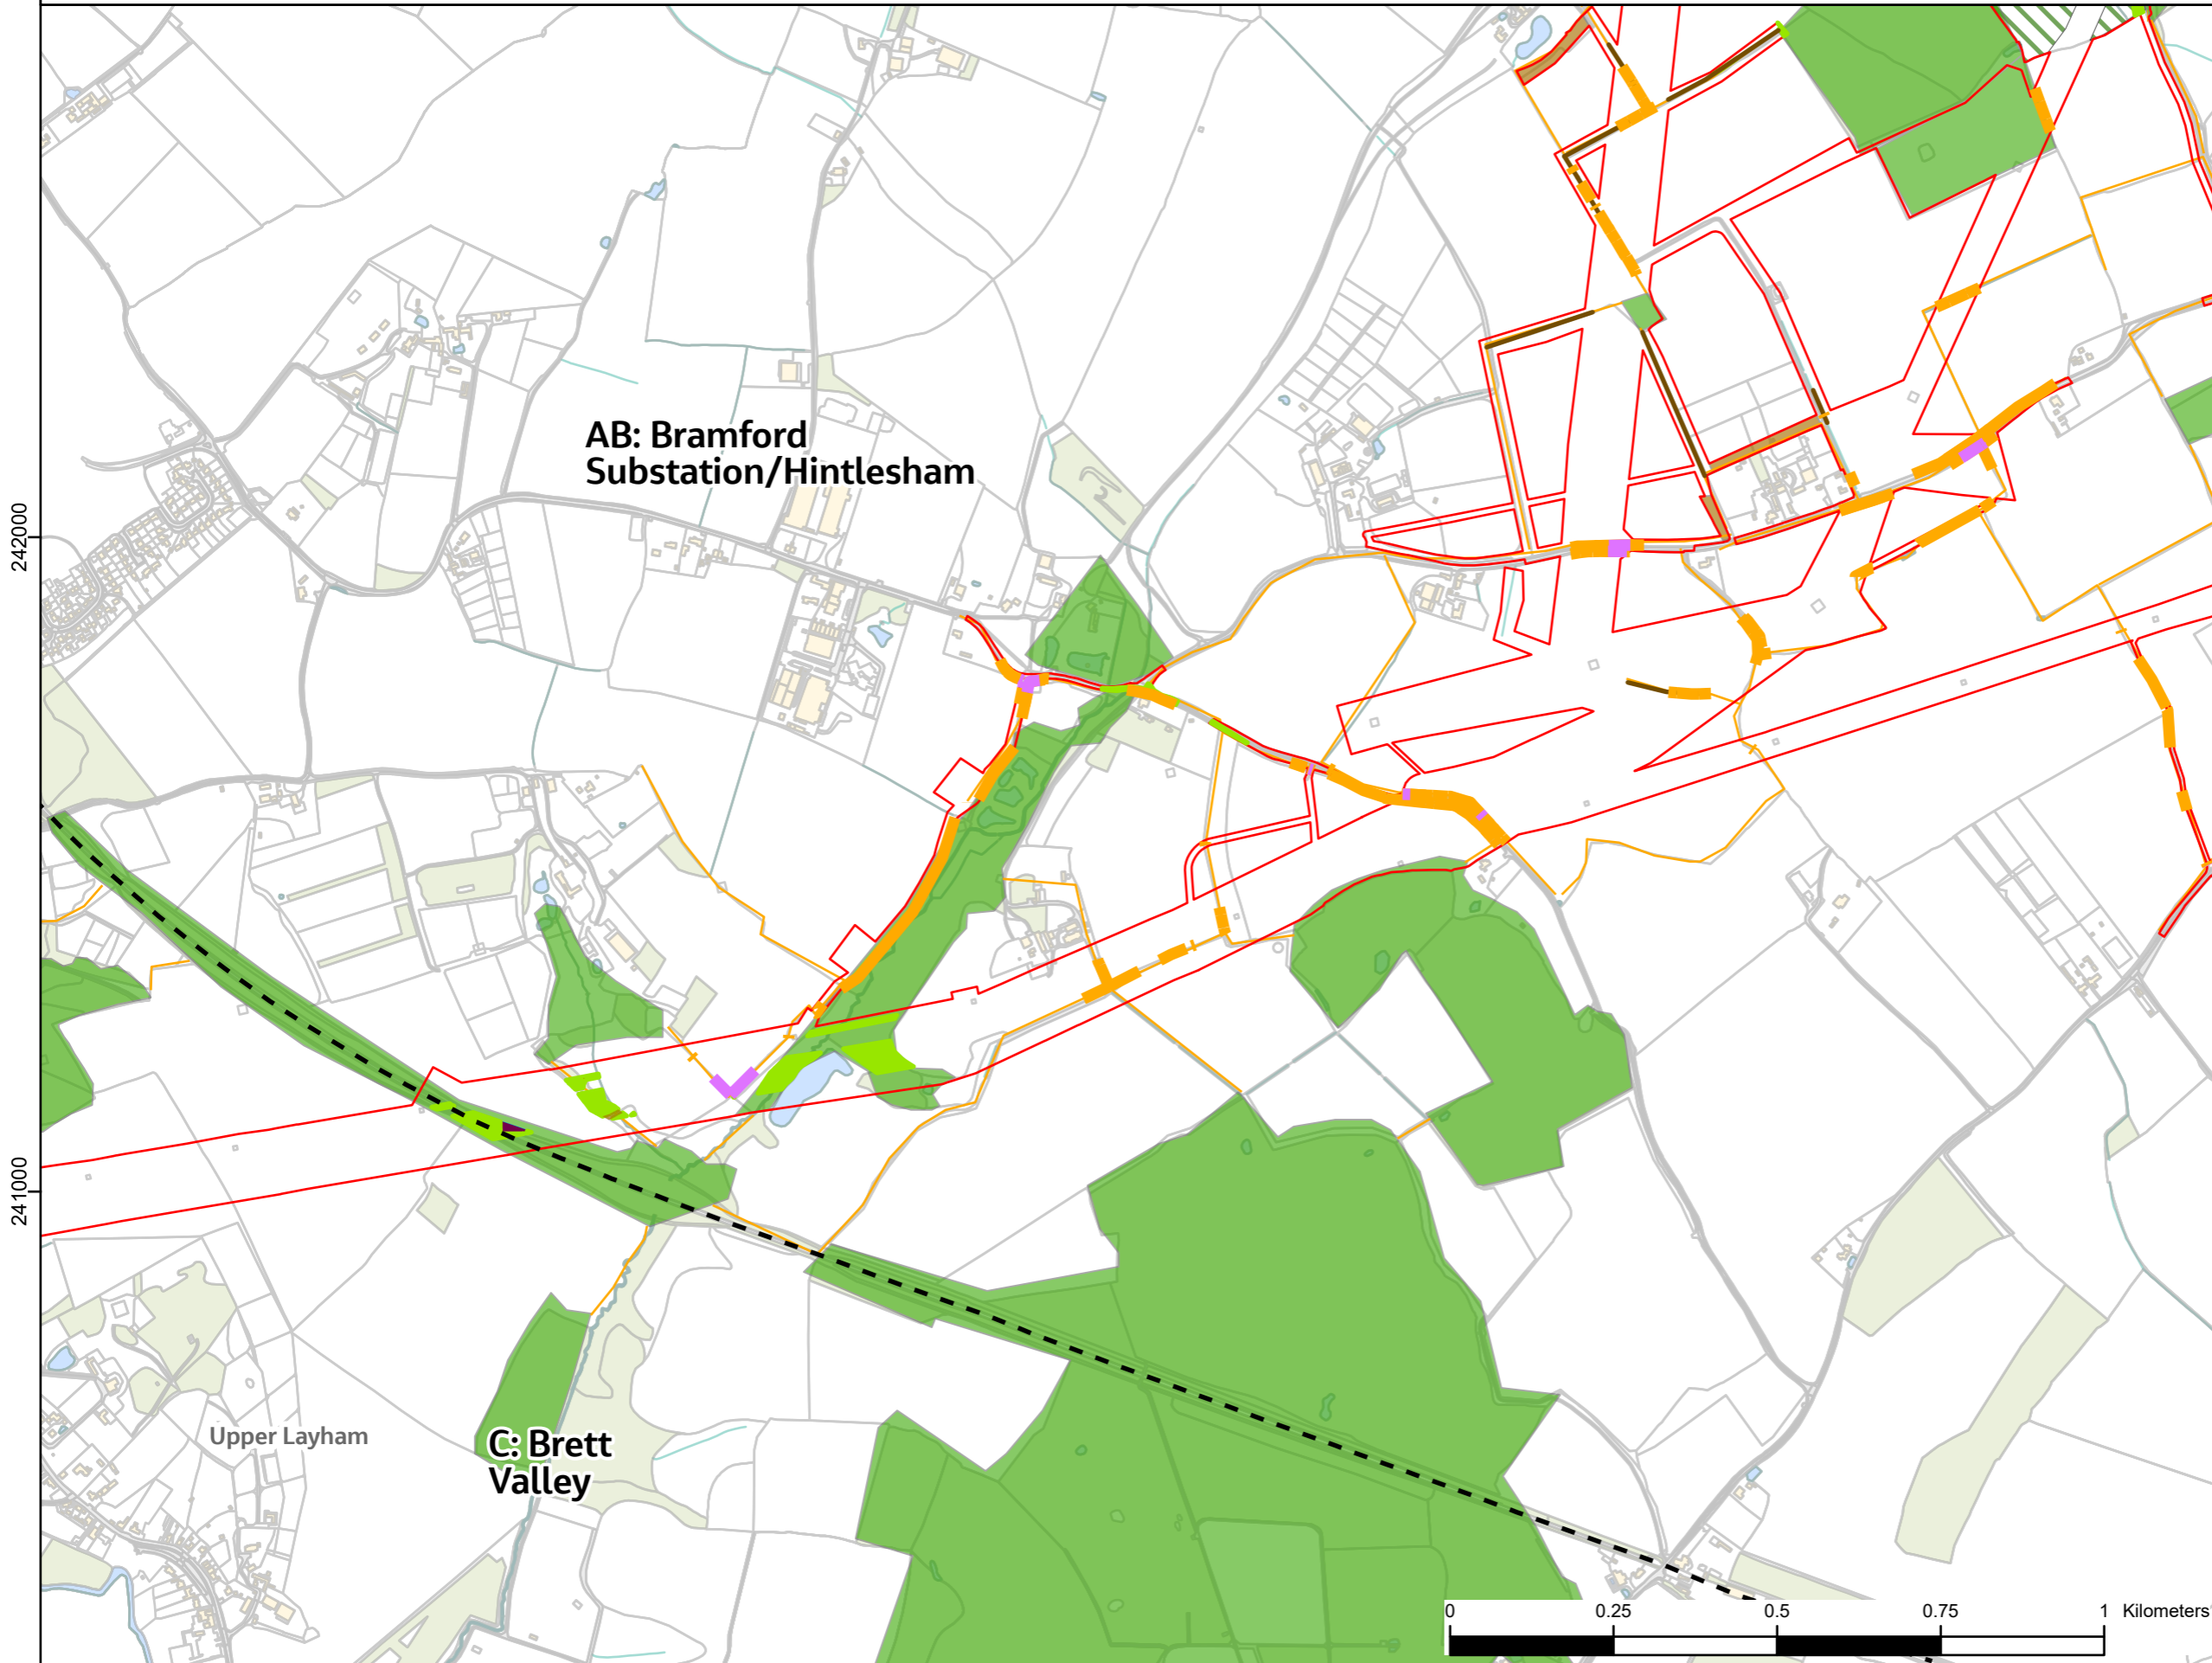 AB: Bramford
Substation/Hintlesham
242000
241000
Upper Layham
C: Brett
Valley
0 0.25 0.5 0.75 1 Kilometers